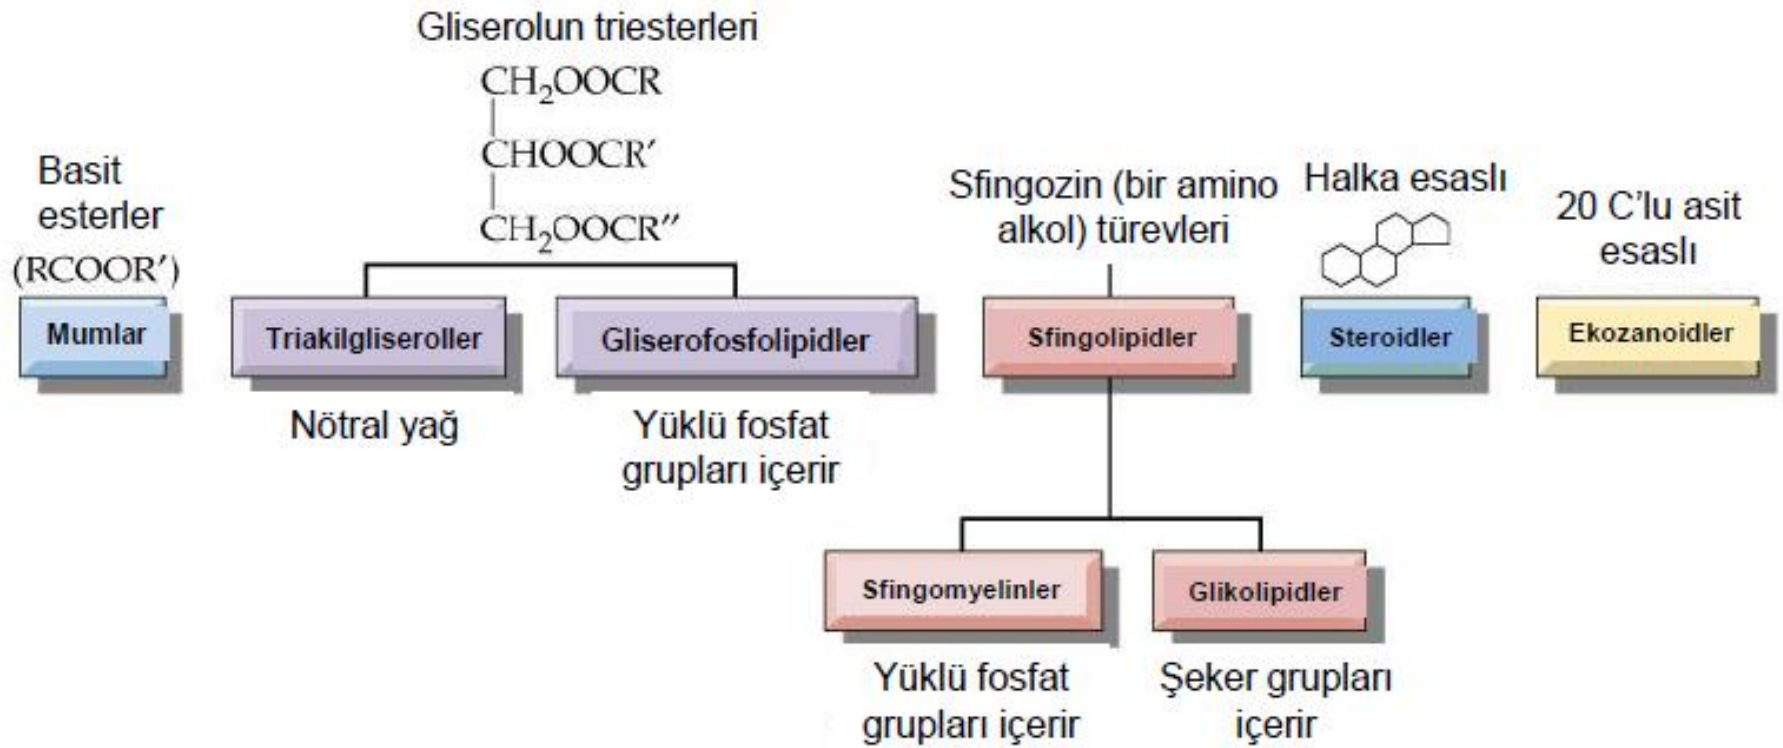 Gliserolun triesterleri
CH₂OOCR
CHOOCR′
CH₂OOCR″
Basit
esterler
(RCOOR′)
Sfingozin (bir amino
alkol) türevleri
Halka esaslı
20 C'lu asit
esaslı
Mumlar
Triakilgliseroller
Gliserofosfolipidler
Sfingolipidler
Steroidler
Ekozanoidler
Nötral yağ
Yüklü fosfat
grupları içerir
Sfingomyelinler
Glikolipidler
Yüklü fosfat
grupları içerir
Şeker grupları
içerir